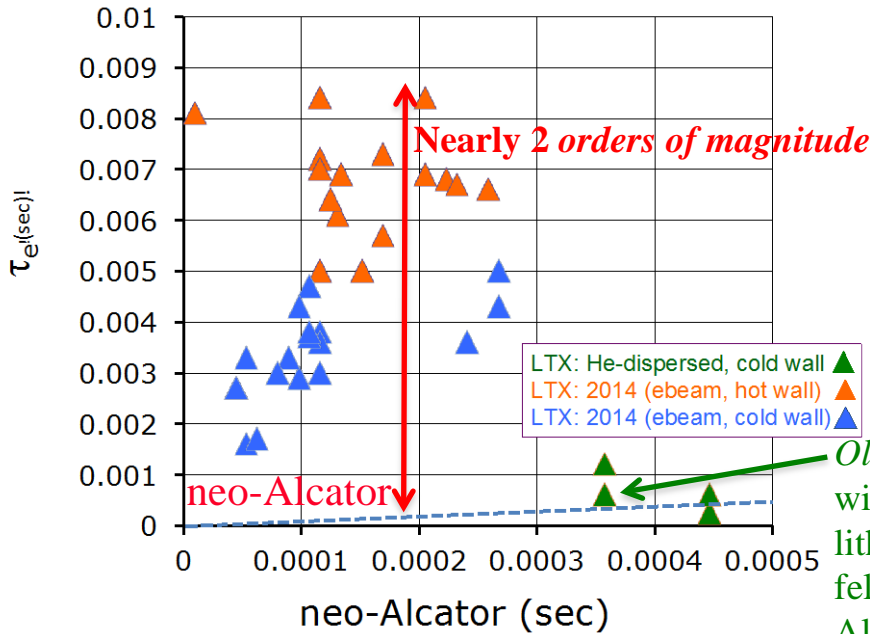 0.01
0.009
0.008
0.007
0.006
0.005
0.004
0.003
0.002
0.001
0
τe!(sec)!
Nearly 2 orders of magnitude
LTX: He-dispersed, cold wall
LTX: 2014 (ebeam, hot wall)
LTX: 2014 (ebeam, cold wall)
neo-Alcator
0 0.0001 0.0002 0.0003 0.0004 0.0005
neo-Alcator (sec)